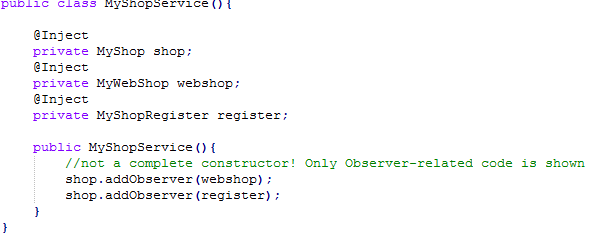 public class MyShopService(){
@Inject
private MyShop shop;
@Inject
private MyWebShop webshop;
@Inject
private MyShopRegister register;
public MyShopService(){
//not a complete constructor! Only Observer-related code is shown
shop.addObserver(webshop);
shop.addObserver(register);
}
}